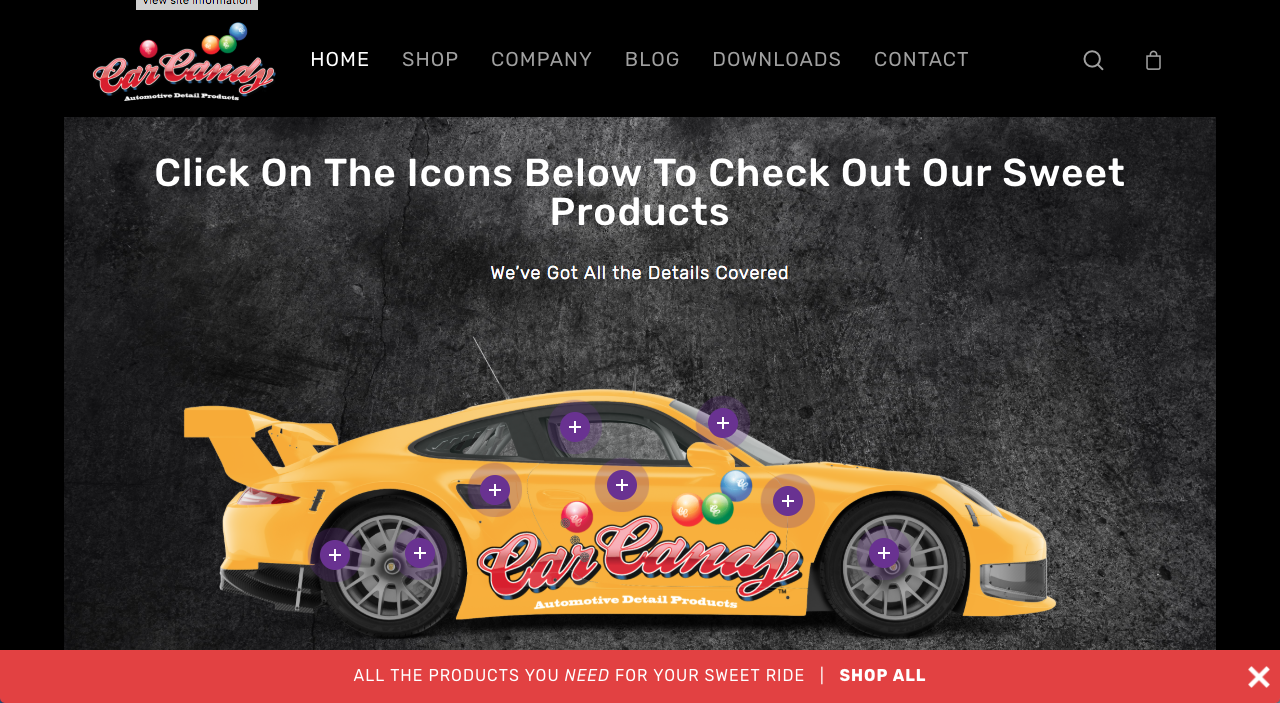 View site information
Car Candy
Automotive Detail Products
HOME SHOP COMPANY BLOG DOWNLOADS CONTACT
Click On The Icons Below To Check Out Our Sweet
Products
We've Got All the Details Covered
Car Candy
TM
Automotive Detail Products
ALL THE PRODUCTS YOU NEED FOR YOUR SWEET RIDE | SHOP ALL